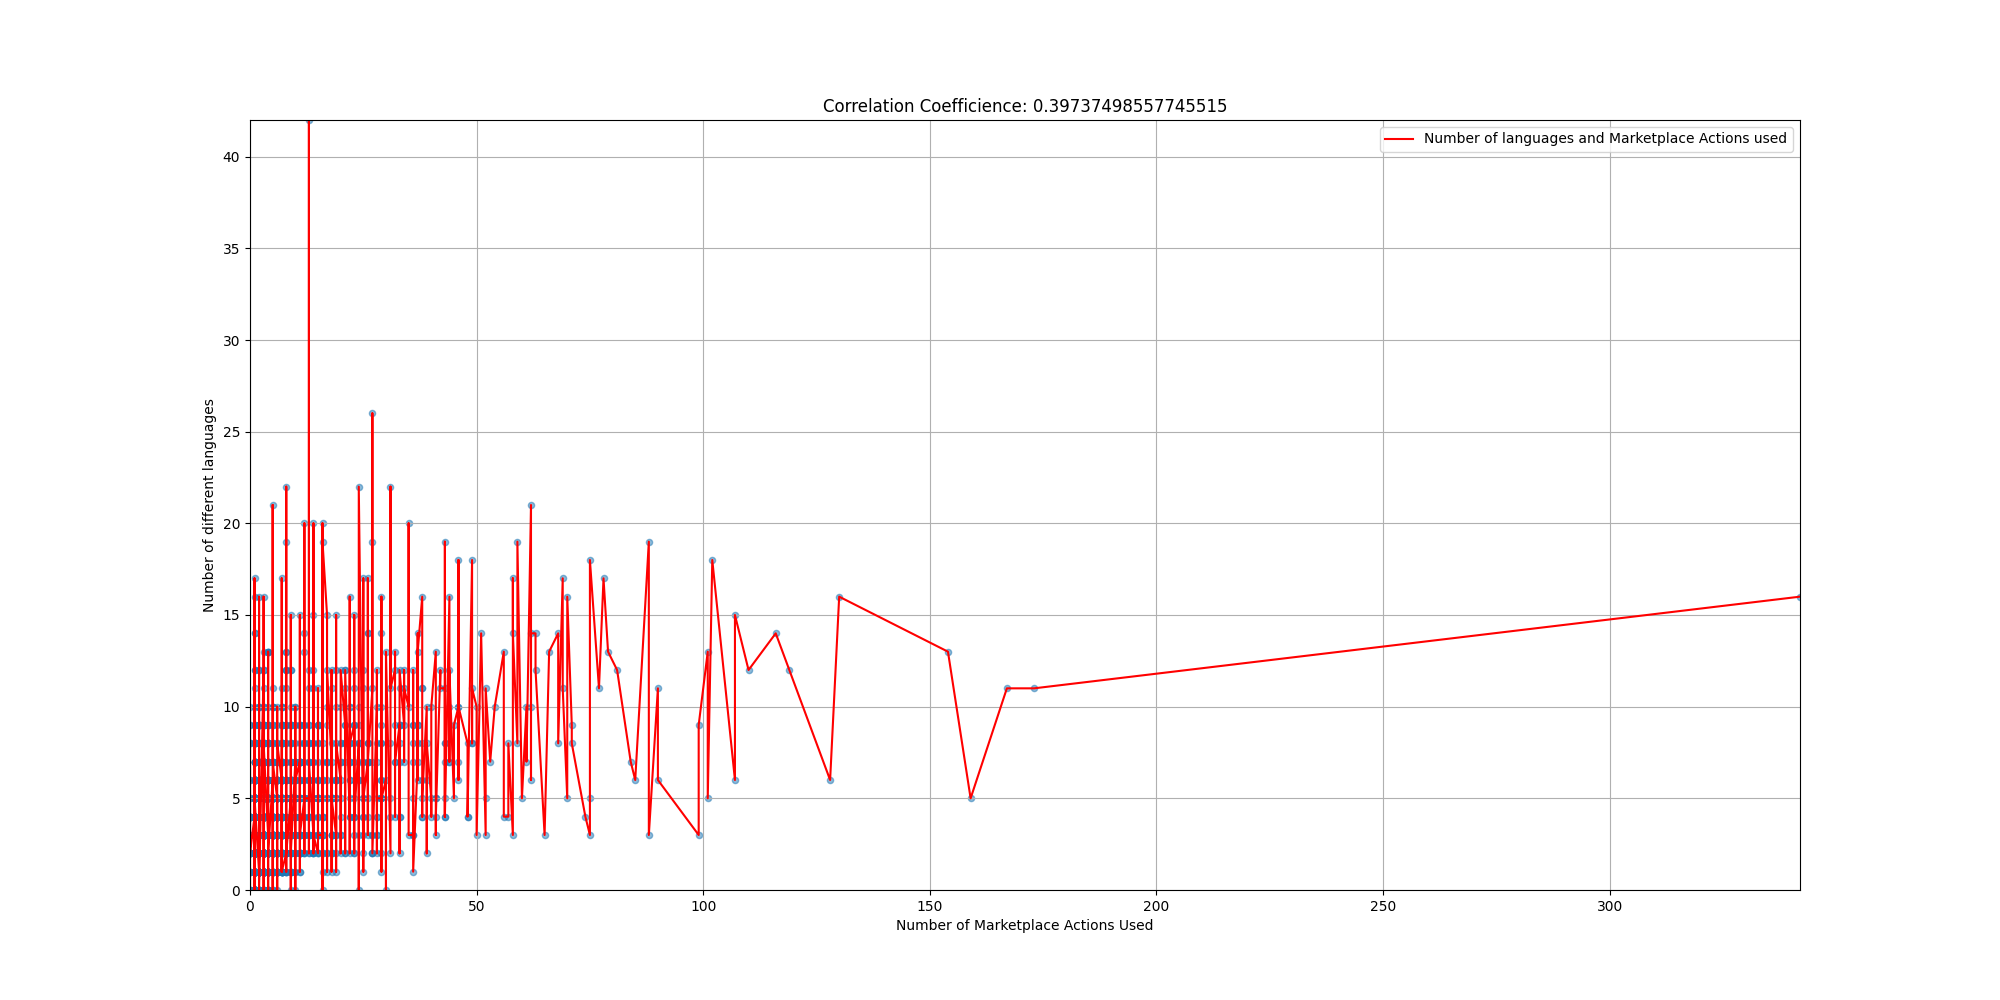 Correlation Coefficience: 0.39737498557745515
Number of languages and Marketplace Actions used
40
35
30
25
20
15
10
5
0
Number of different languages
0 50 100 150 200 250 300
Number of Marketplace Actions Used